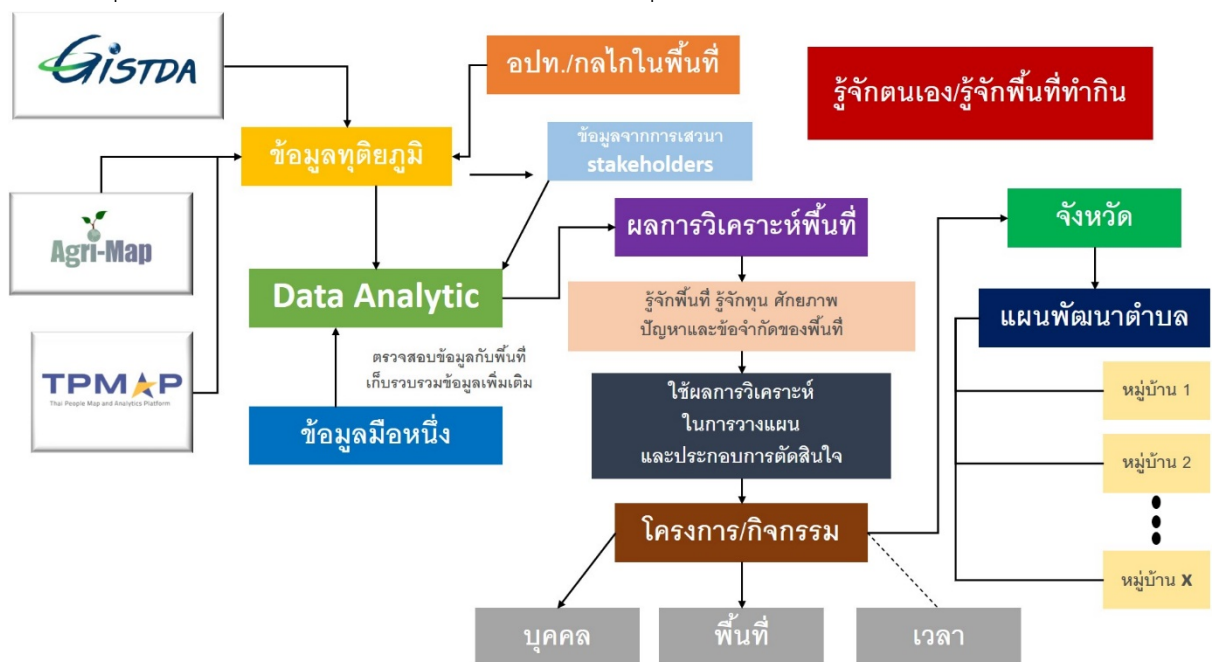 GISTDA
อปท./กลไกในพื้นที่
รู้จักตนเอง/รู้จักพื้นที่ทำกิน
ข้อมูลทุติยภูมิ
ข้อมูลจากการเสวนา
stakeholders
Agri-Map
ผลการวิเคราะห์พื้นที่
จังหวัด
Data Analytic
รู้จักพื้นที่ รู้จักทุน ศักยภาพ
ปัญหาและข้อจำกัดของพื้นที่
แผนพัฒนาตำบล
TPMAP
Thai People Map and Analytics Platform
ตรวจสอบข้อมูลกับพื้นที่
เก็บรวบรวมข้อมูลเพิ่มเติม
ข้อมูลมือหนึ่ง
ใช้ผลการวิเคราะห์
ในการวางแผน
และประกอบการตัดสินใจ
หมู่บ้าน 1
หมู่บ้าน 2
โครงการ/กิจกรรม
หมู่บ้าน X
บุคคล
พื้นที่
เวลา